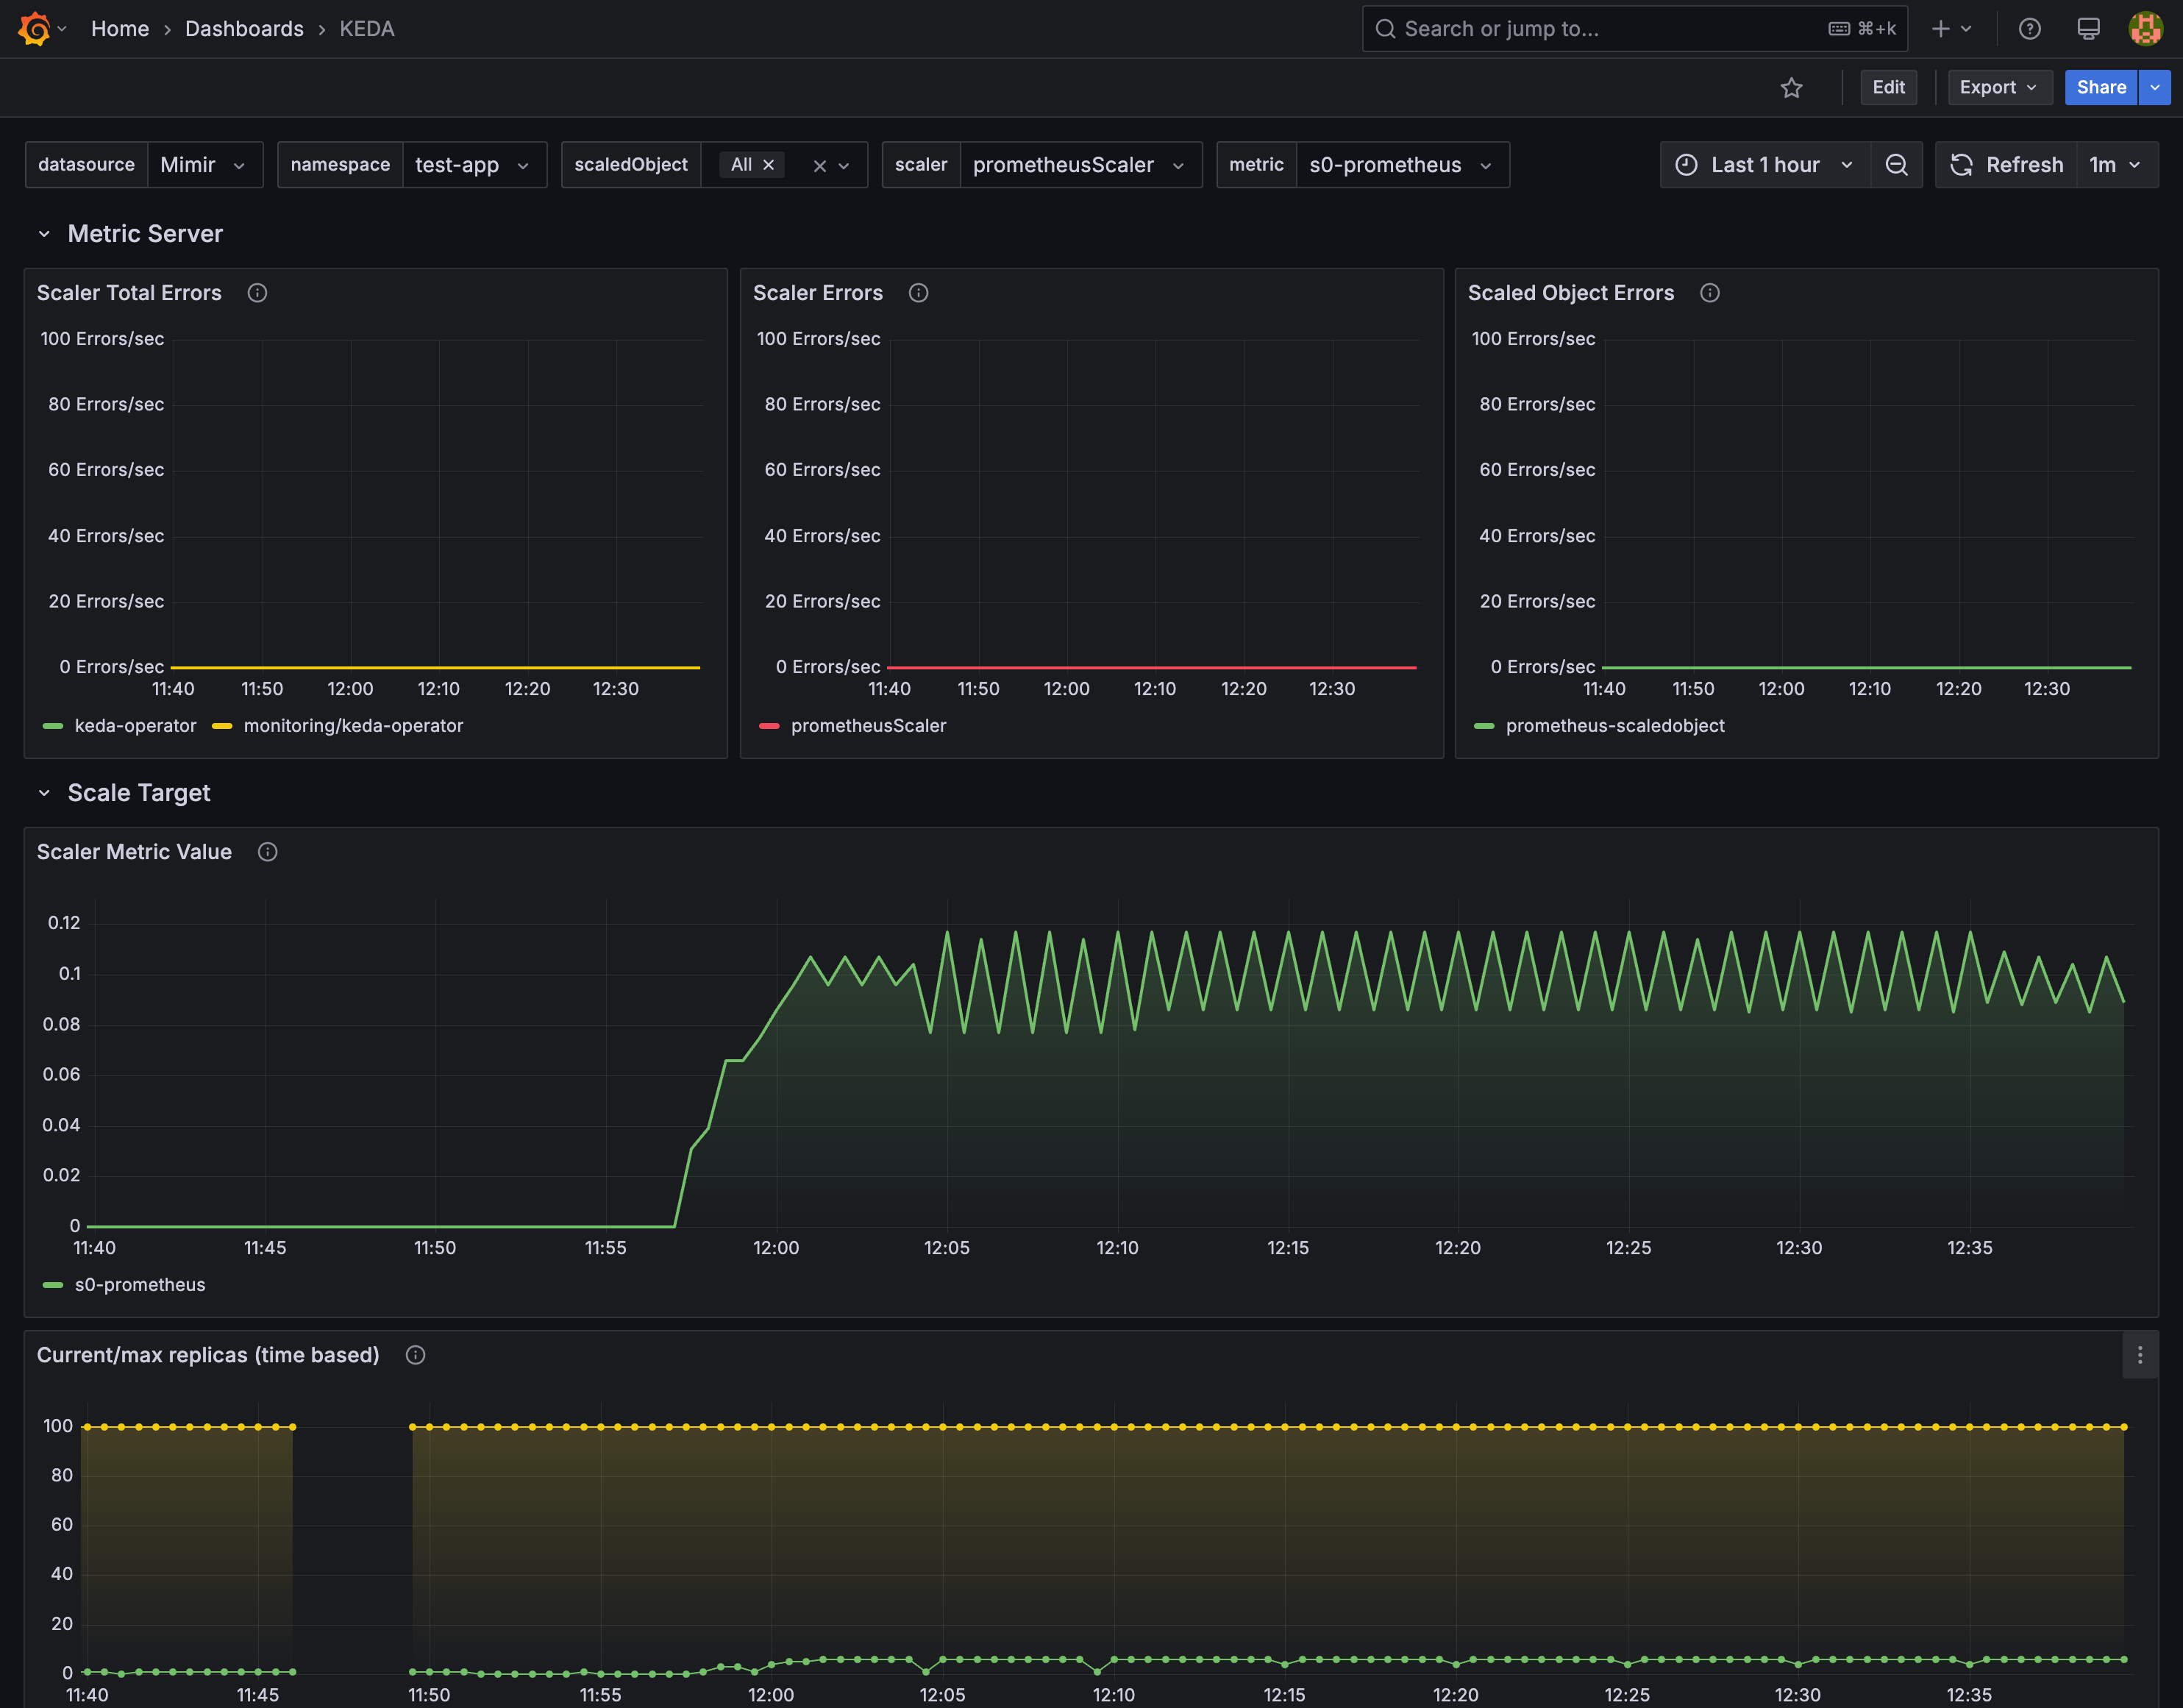 Home › Dashboards › KEDA
Search or jump to... ⌘+k
Edit Export Share
datasource Mimir namespace test-app scaledObject All scaler prometheusScaler metric s0-prometheus Last 1 hour Refresh 1m
Metric Server
Scaler Total Errors
100 Errors/sec
80 Errors/sec
60 Errors/sec
40 Errors/sec
20 Errors/sec
0 Errors/sec
11:40 11:50 12:00 12:10 12:20 12:30
keda-operator monitoring/keda-operator
Scaler Errors
100 Errors/sec
80 Errors/sec
60 Errors/sec
40 Errors/sec
20 Errors/sec
0 Errors/sec
11:40 11:50 12:00 12:10 12:20 12:30
prometheusScaler
Scaled Object Errors
100 Errors/sec
80 Errors/sec
60 Errors/sec
40 Errors/sec
20 Errors/sec
0 Errors/sec
11:40 11:50 12:00 12:10 12:20 12:30
prometheus-scaledobject
Scale Target
Scaler Metric Value
0.12
0.1
0.08
0.06
0.04
0.02
0
11:40 11:45 11:50 11:55 12:00 12:05 12:10 12:15 12:20 12:25 12:30 12:35
s0-prometheus
Current/max replicas (time based)
100
80
60
40
20
0
11:40 11:45 11:50 11:55 12:00 12:05 12:10 12:15 12:20 12:25 12:30 12:35